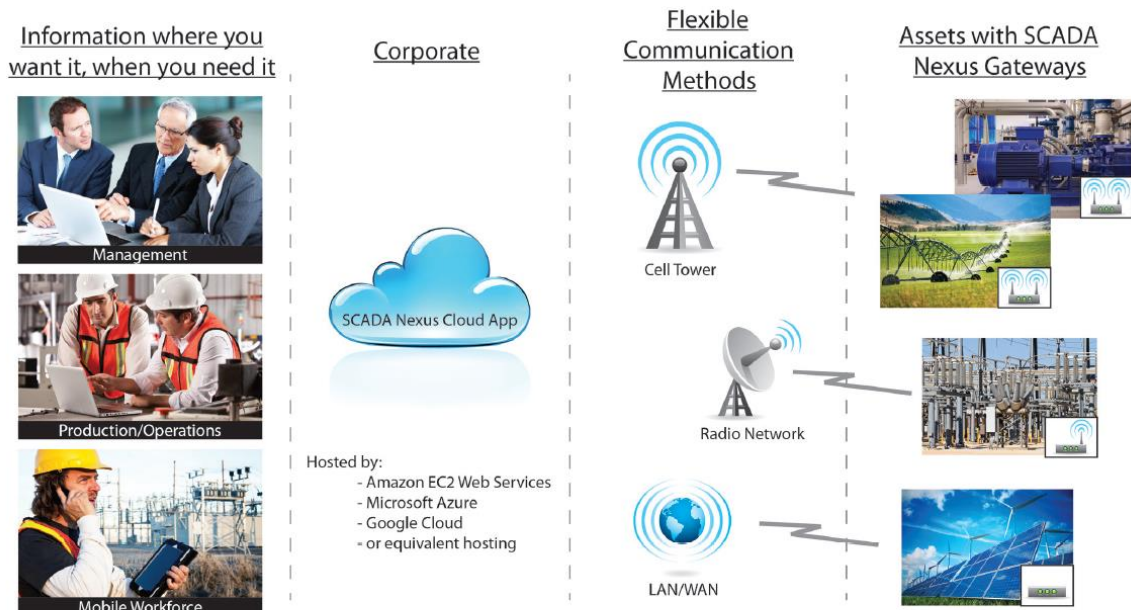 Information where you
want it, when you need it
Management
Production/Operations
Mobile Workforce
Corporate
SCADA Nexus Cloud App
Hosted by:
- Amazon EC2 Web Services
- Microsoft Azure
- Google Cloud
- or equivalent hosting
Flexible
Communication
Methods
Cell Tower
Radio Network
LAN/WAN
Assets with SCADA
Nexus Gateways